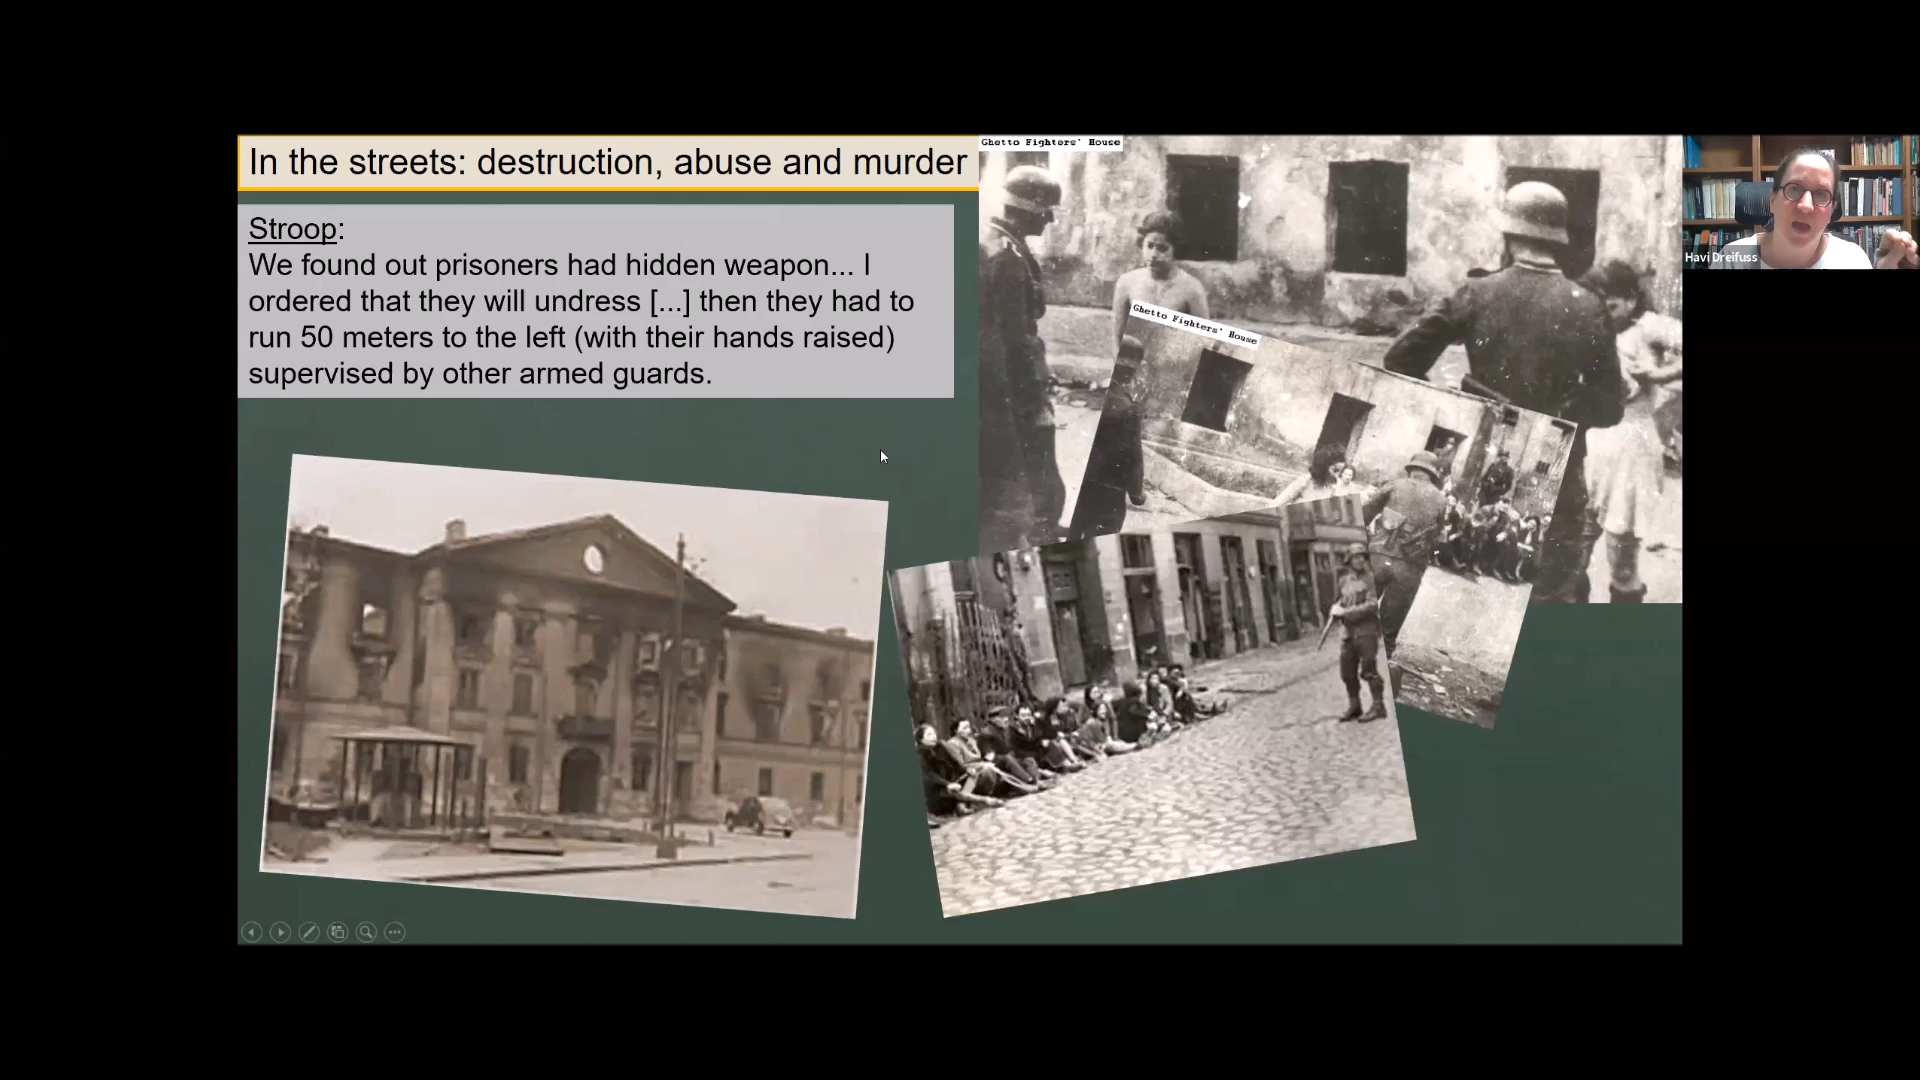 In the streets: destruction, abuse and murder
Stroop:
We found out prisoners had hidden weapon... I
ordered that they will undress [...] then they had to
run 50 meters to the left (with their hands raised)
supervised by other armed guards.
Ghetto Fighters' House
Ghetto Fighters' House
Havi Dreifuss